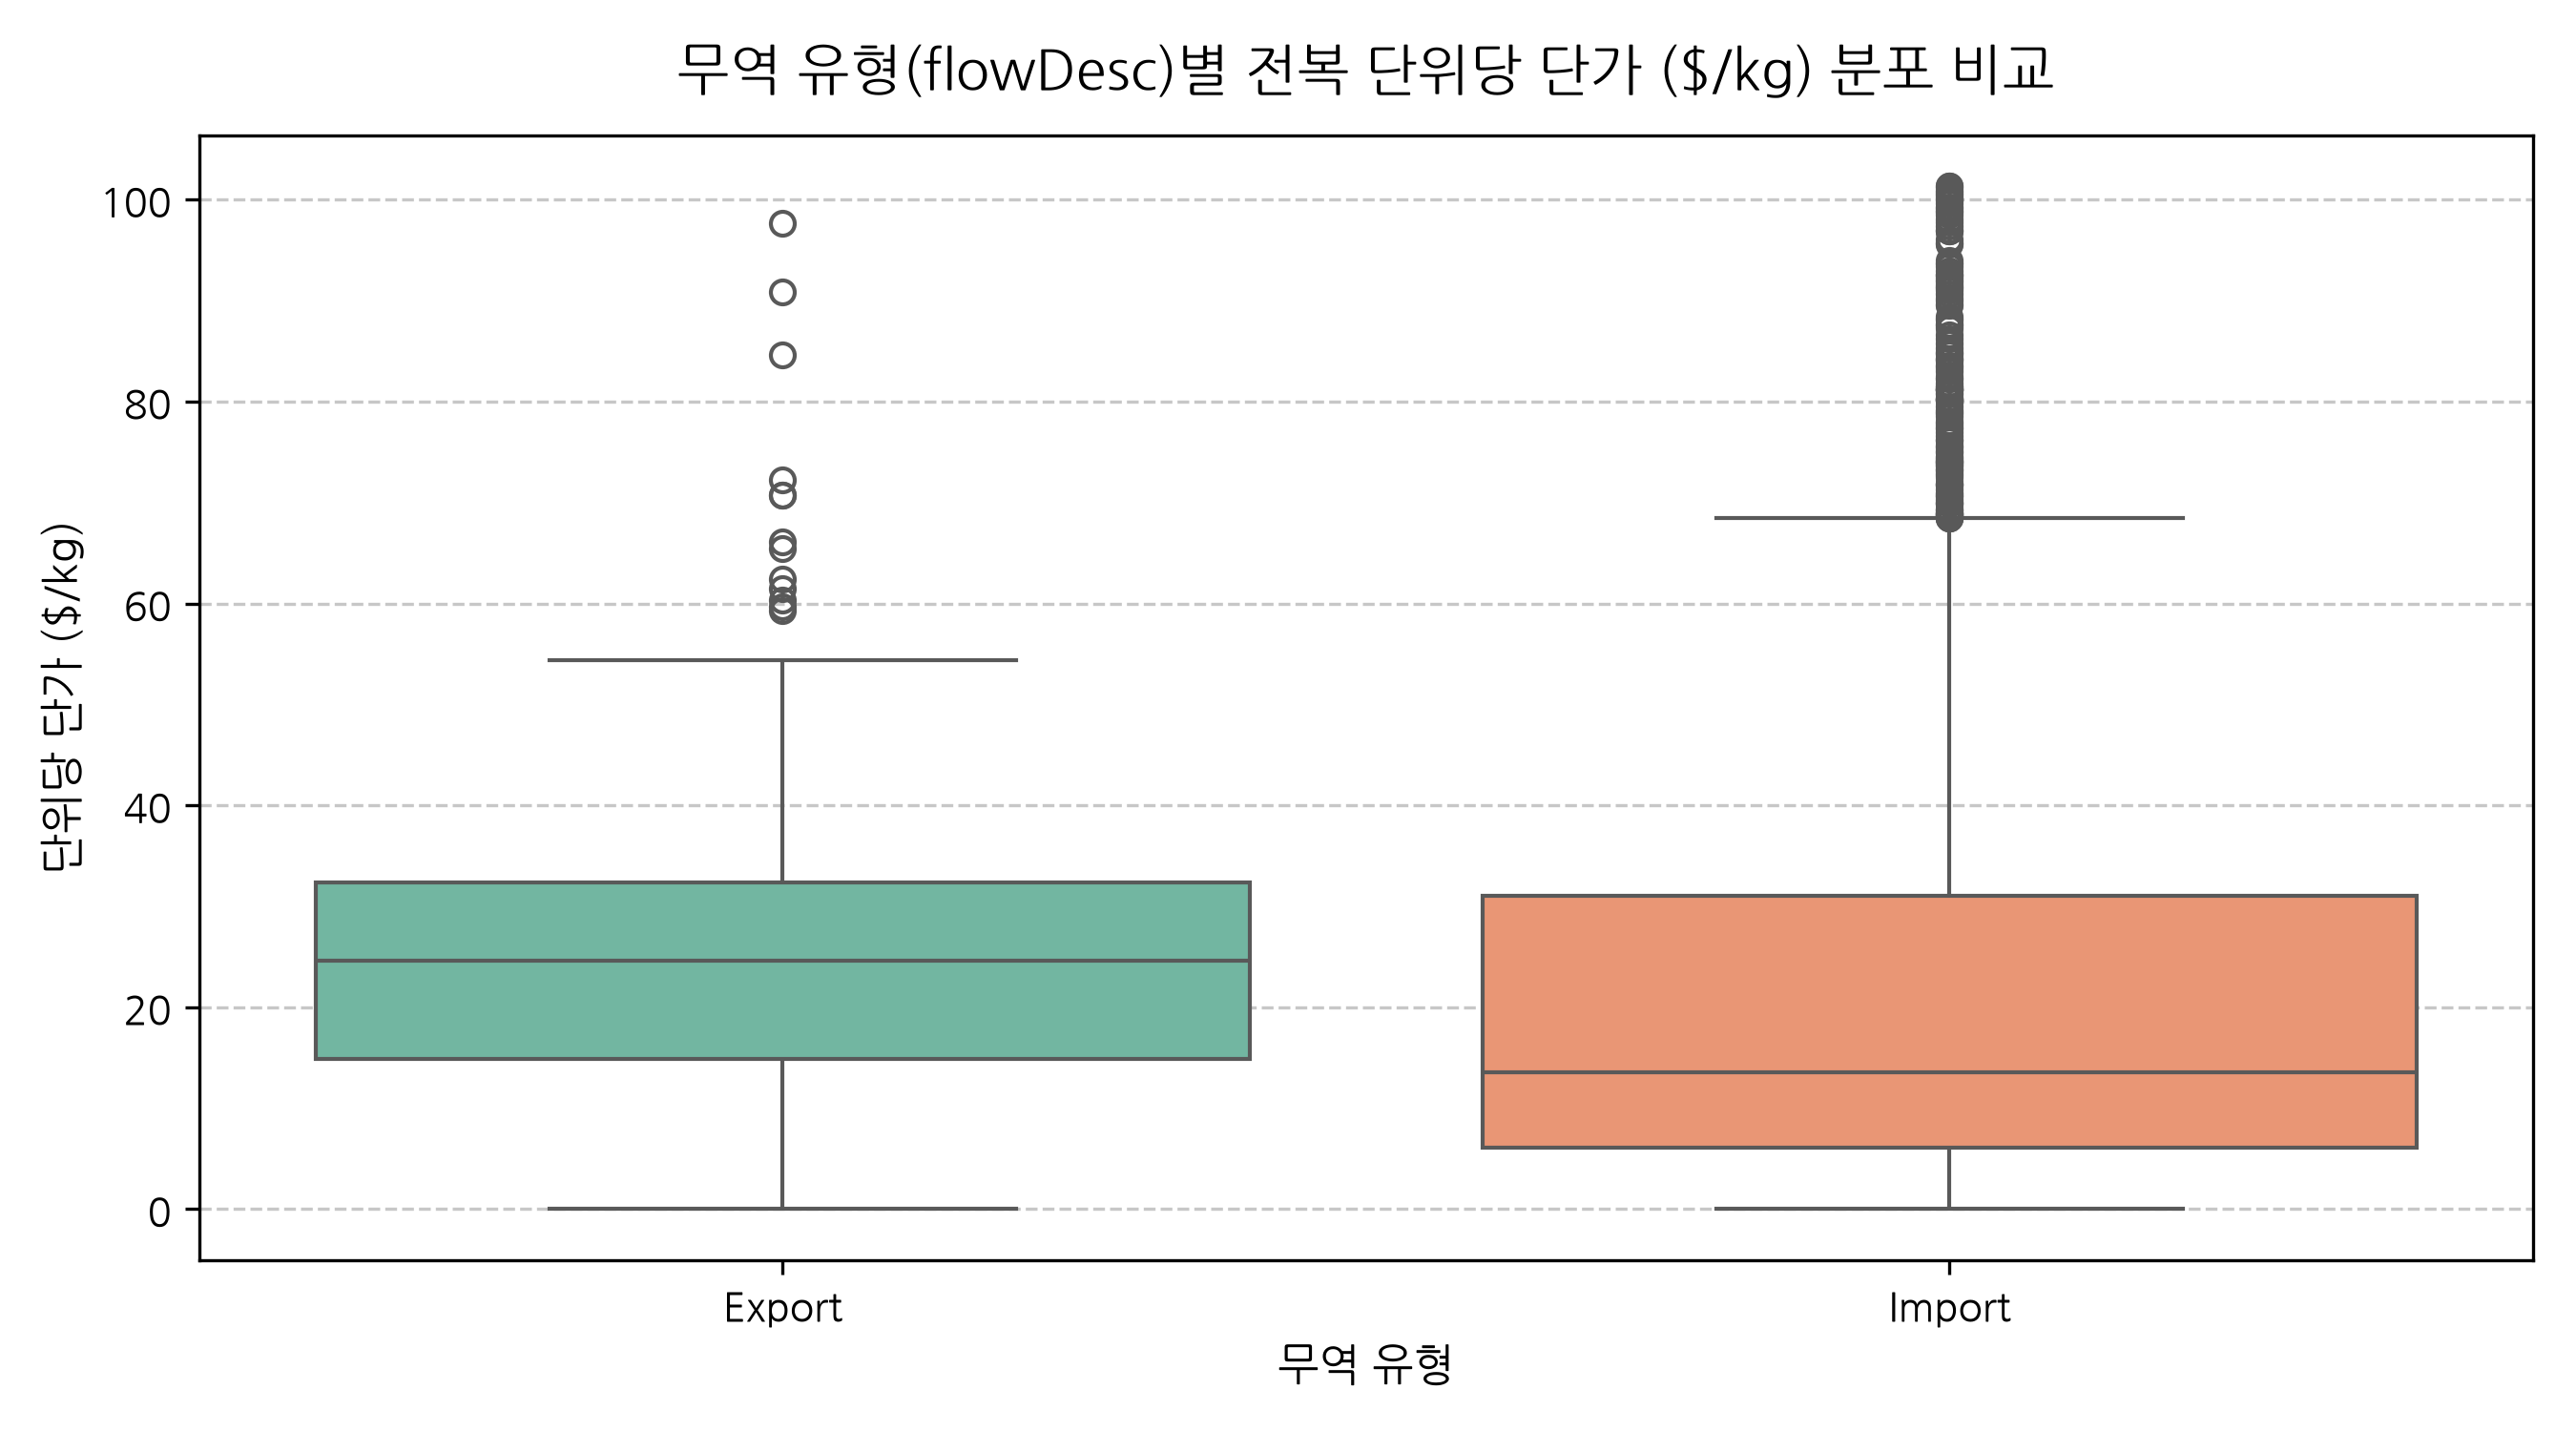 무역 유형(flowDesc)별 전복 단위당 단가 ($/kg) 분포 비교
단위당 단가 ($/kg)
100
80
60
40
20
0
Export
Import
무역 유형